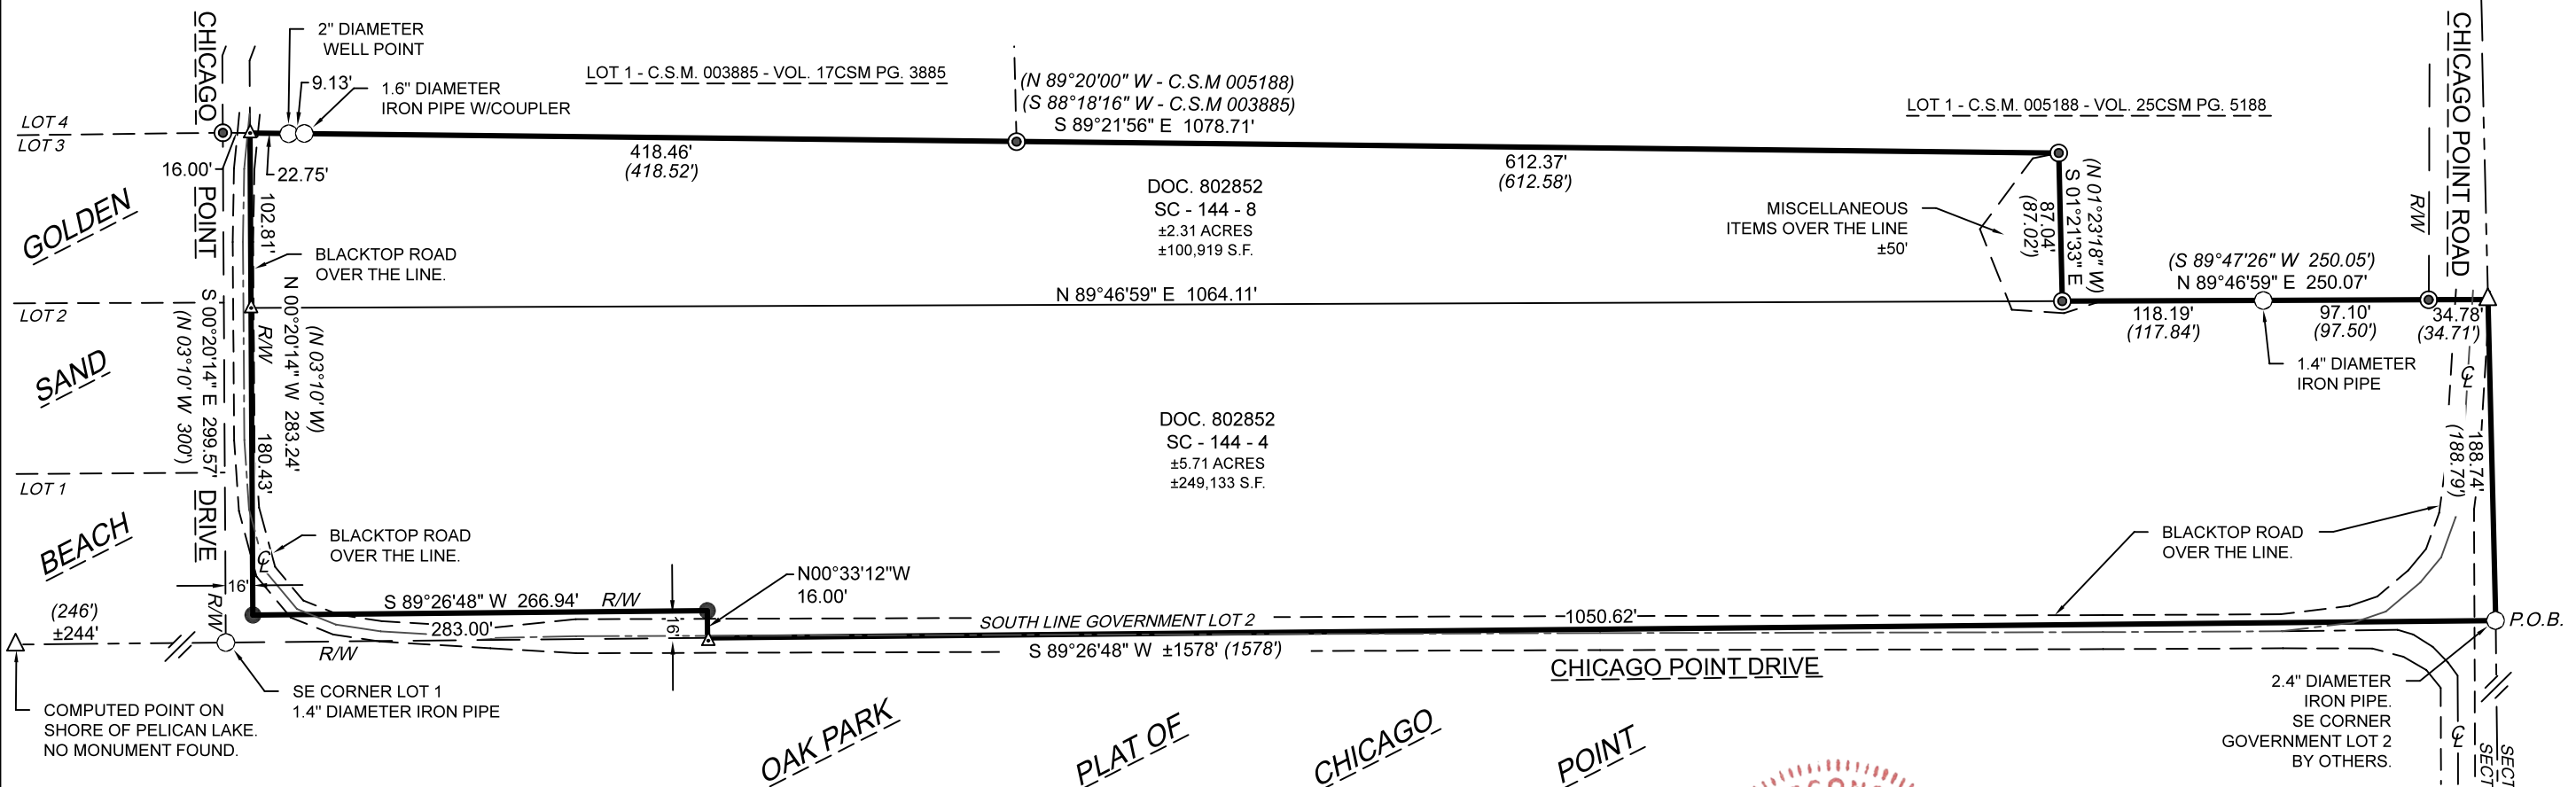 CHICAGO POINT DRIVE
2" DIAMETER
WELL POINT
9.13'
1.6" DIAMETER
IRON PIPE W/COUPLER
LOT 1 - C.S.M. 003885 - VOL. 17CSM PG. 3885
(N 89°20'00" W - C.S.M 005188)
(S 88°18'16" W - C.S.M 003885)
S 89°21'56" E 1078.71'
LOT 1 - C.S.M. 005188 - VOL. 25CSM PG. 5188
CHICAGO POINT ROAD
R/W
LOT 4
LOT 3
16.00'
22.75'
418.46'
(418.52')
612.37'
(612.58')
DOC. 802852
SC - 144 - 8
±2.31 ACRES
±100,919 S.F.
MISCELLANEOUS
ITEMS OVER THE LINE
±50'
(N 01°23'18" W)
S 01°21'33" E
87.04'
(87.02')
GOLDEN
102.81'
BLACKTOP ROAD
OVER THE LINE.
(S 89°47'26" W 250.05')
N 89°46'59" E 250.07'
N 89°46'59" E 1064.11'
118.19'
(117.84')
97.10'
(97.50')
34.78'
(34.71')
1.4" DIAMETER
IRON PIPE
LOT 2
SAND
(N 03°10' W)
N 00°20'14" W 283.24'
R/W
S 00°20'14" E 299.57'
(N 03°10' W 300')
180.43'
DOC. 802852
SC - 144 - 4
±5.71 ACRES
±249,133 S.F.
℄
188.74'
(188.79')
LOT 1
BEACH
BLACKTOP ROAD
OVER THE LINE.
℄
BLACKTOP ROAD
OVER THE LINE.
16'
R/W
N00°33'12"W
16.00'
S 89°26'48" W 266.94' R/W
283.00'
16'
SOUTH LINE GOVERNMENT LOT 2
1050.62'
P.O.B.
(246')
±244'
R/W
S 89°26'48" W ±1578' (1578')
CHICAGO POINT DRIVE
SE CORNER LOT 1
1.4" DIAMETER IRON PIPE
COMPUTED POINT ON
SHORE OF PELICAN LAKE.
NO MONUMENT FOUND.
2.4" DIAMETER
IRON PIPE.
SE CORNER
GOVERNMENT LOT 2
BY OTHERS.
OAK PARK PLAT OF CHICAGO POINT
℄
SECT
SECT